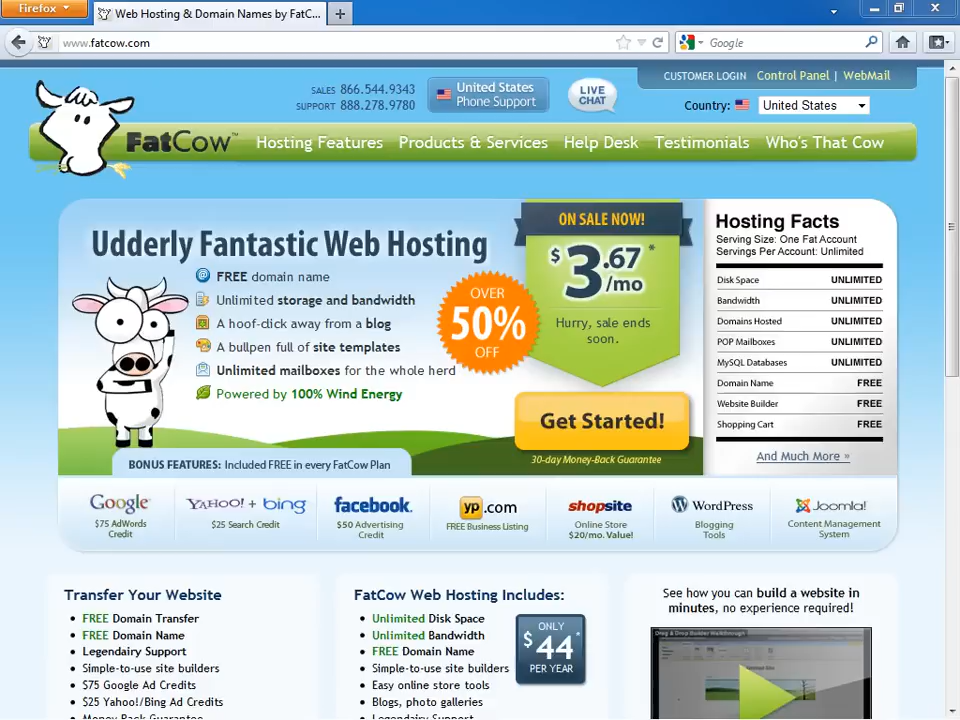 Firefox
Web Hosting & Domain Names by FatC...
www.fatcow.com
Google
CUSTOMER LOGIN Control Panel | WebMail
SALES 866.544.9343
SUPPORT 888.278.9780
United States
Phone Support
LIVE
CHAT
Country: United States
FatCow™
Hosting Features Products & Services Help Desk Testimonials Who's That Cow
Udderly Fantastic Web Hosting
FREE domain name
Unlimited storage and bandwidth
A hoof-click away from a blog
A bullpen full of site templates
Unlimited mailboxes for the whole herd
Powered by 100% Wind Energy
OVER
50%
OFF
ON SALE NOW!
$3.67*
/mo
Hurry, sale ends
soon.
Get Started!
30-day Money-Back Guarantee
Hosting Facts
Serving Size: One Fat Account
Servings Per Account: Unlimited
Disk Space UNLIMITED
Bandwidth UNLIMITED
Domains Hosted UNLIMITED
POP Mailboxes UNLIMITED
MySQL Databases UNLIMITED
Domain Name FREE
Website Builder FREE
Shopping Cart FREE
And Much More »
BONUS FEATURES: Included FREE in every FatCow Plan
Google
$75 AdWords
Credit
YAHOO! + bing
$25 Search Credit
facebook.
$50 Advertising
Credit
yp.com
FREE Business Listing
shopsite
Online Store
$20/mo. Value!
WordPress
Blogging
Tools
Joomla!
Content Management
System
Transfer Your Website
FREE Domain Transfer
FREE Domain Name
Legendairy Support
Simple-to-use site builders
$75 Google Ad Credits
$25 Yahoo!/Bing Ad Credits
Money Back Guarantee
FatCow Web Hosting Includes:
Unlimited Disk Space
Unlimited Bandwidth
FREE Domain Name
Simple-to-use site builders
Easy online store tools
Blogs, photo galleries
Legendairy Support
ONLY
$44*
PER YEAR
See how you can build a website in
minutes, no experience required!
Drag & Drop Builder Walkthrough